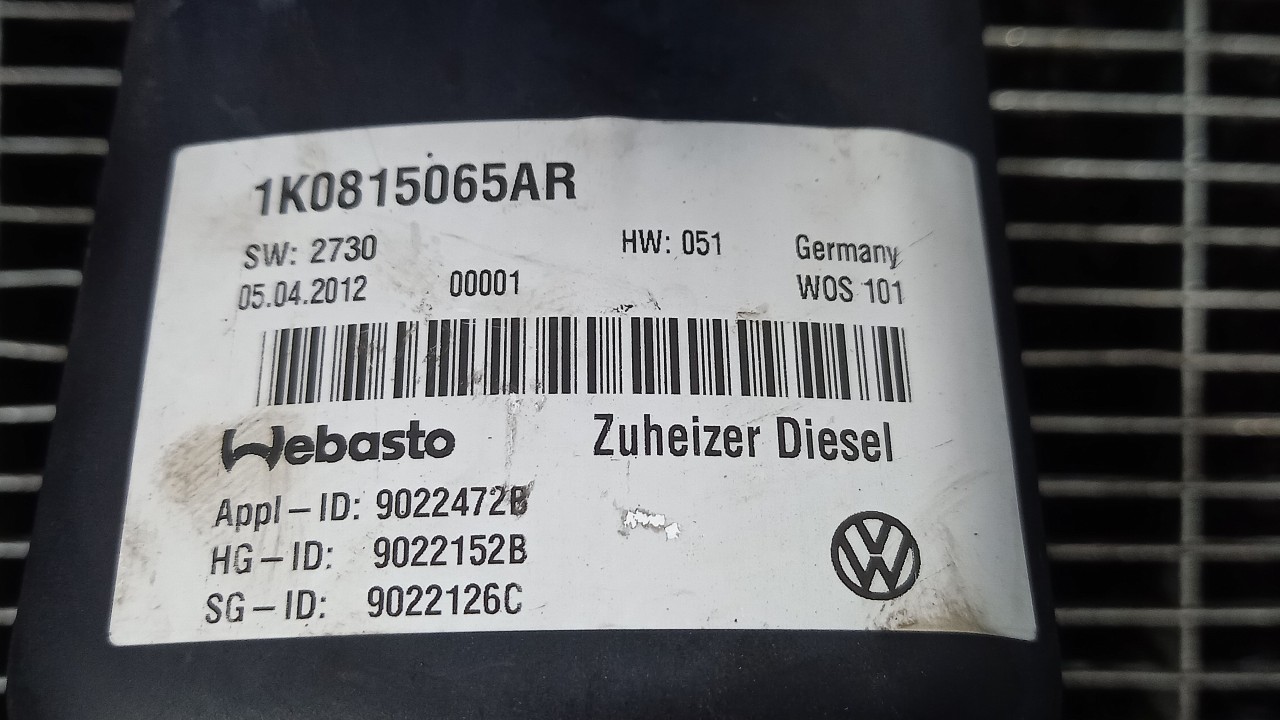 1K0815065AR
SW: 2730 HW: 051 Germany
05.04.2012 00001 WOS 101
Webasto Zuheizer Diesel
Appl-ID: 9022472B
HG-ID: 9022152B
SG-ID: 9022126C
VW